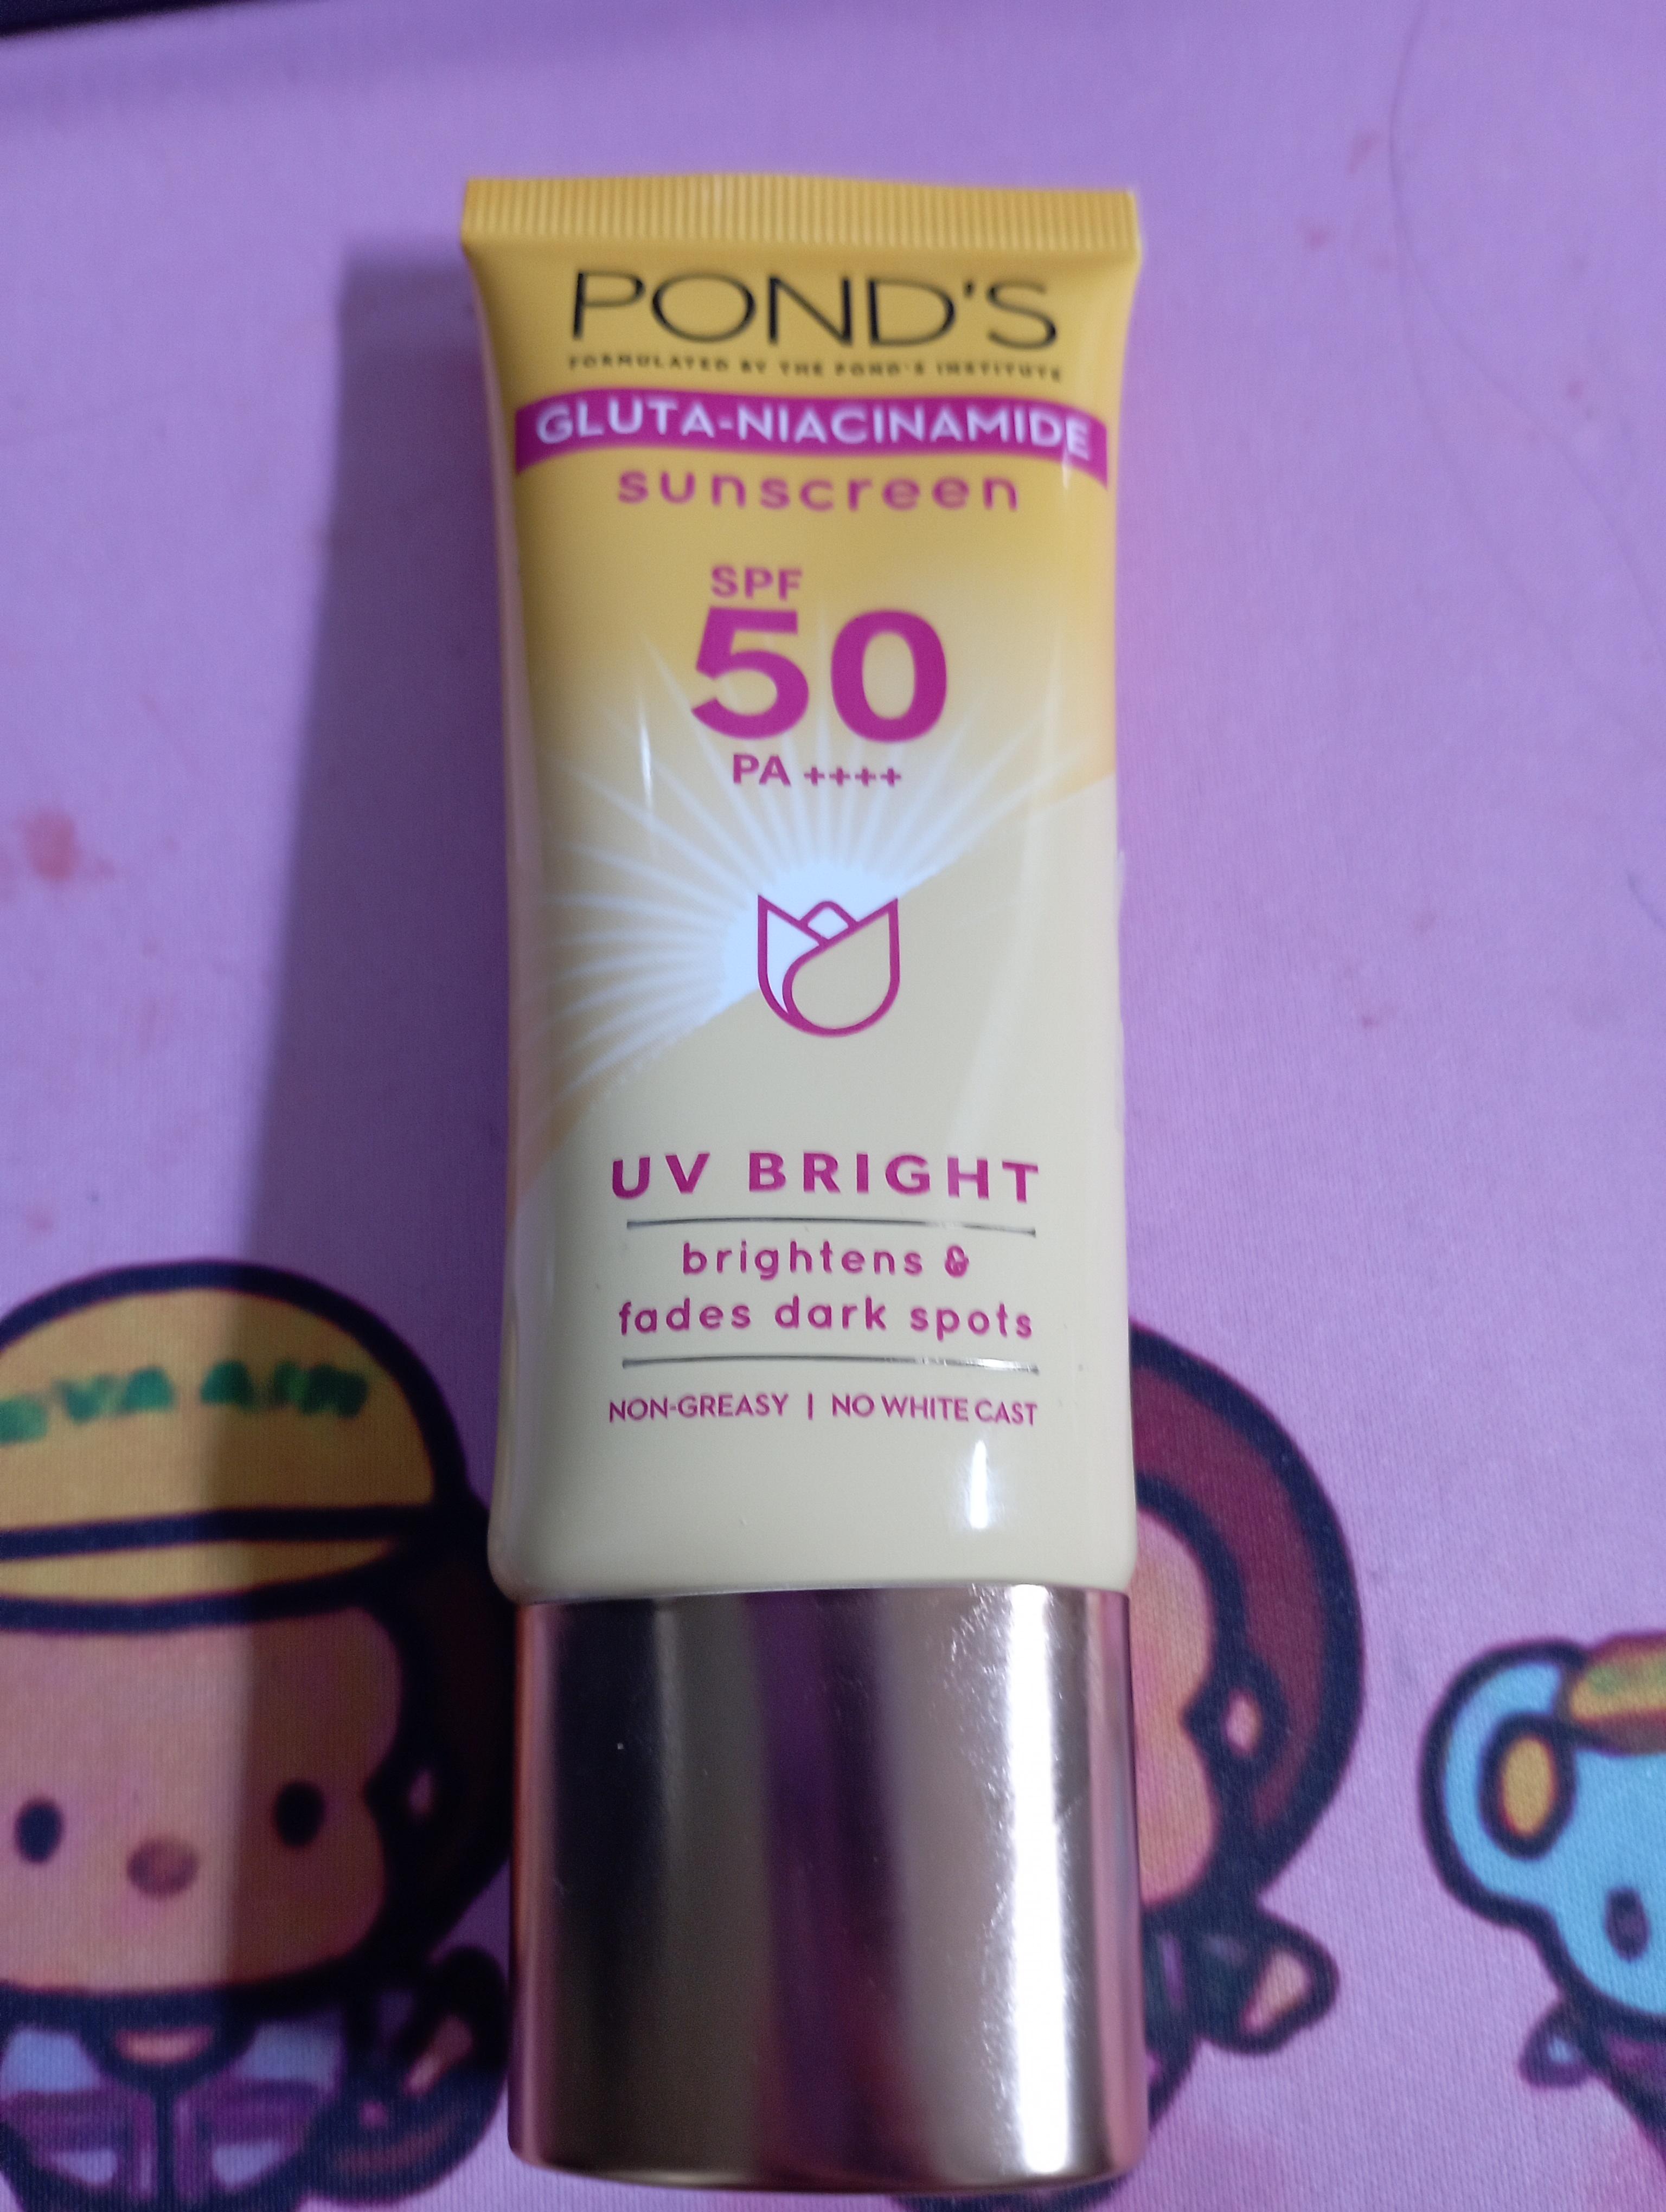 POND'S
FORMULATED BY THE POND'S INSTITUTE
GLUTA-NIACINAMIDE
sunscreen
SPF
50
PA ++++
UV BRIGHT
brightens &
fades dark spots
NON-GREASY | NO WHITE CAST